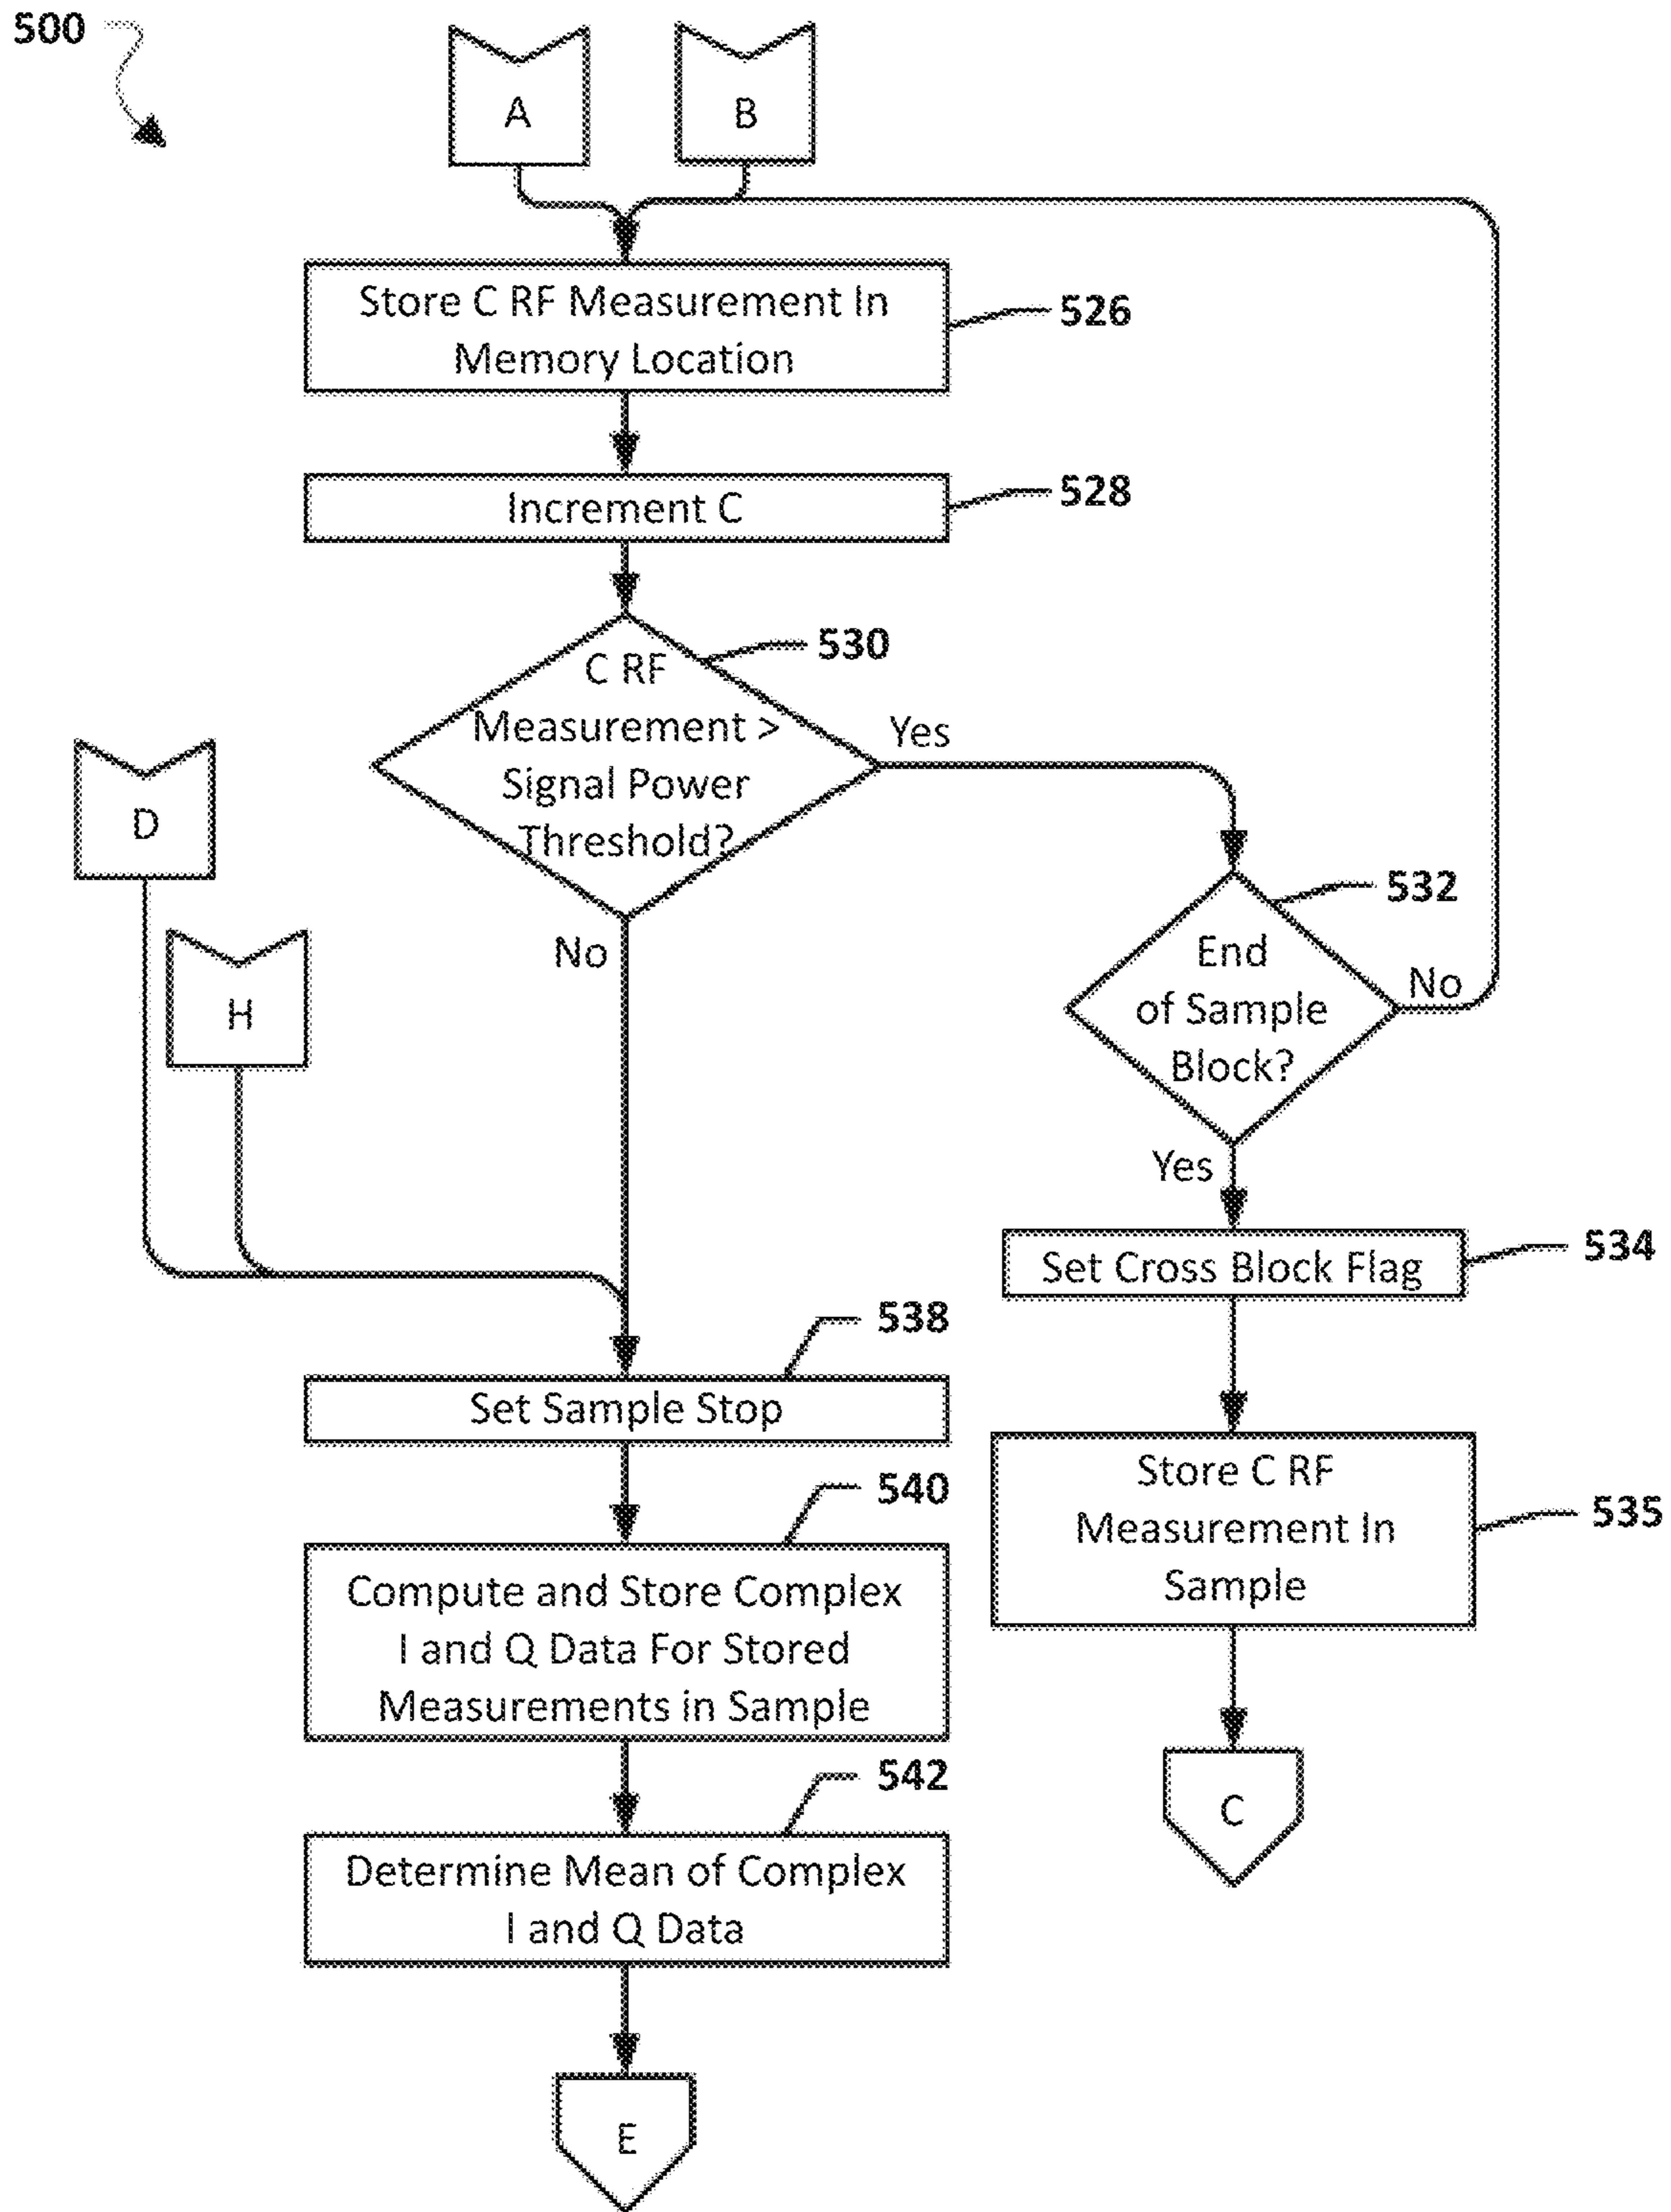 500
A
B
Store C RF Measurement In
Memory Location
526
Increment C
528
530
C RF
Measurement >
Signal Power
Threshold?
Yes
No
D
H
532
End
of Sample
Block?
No
Yes
Set Cross Block Flag
534
538
Set Sample Stop
Store C RF
Measurement In
Sample
535
540
Compute and Store Complex
I and Q Data For Stored
Measurements in Sample
C
542
Determine Mean of Complex
I and Q Data
E